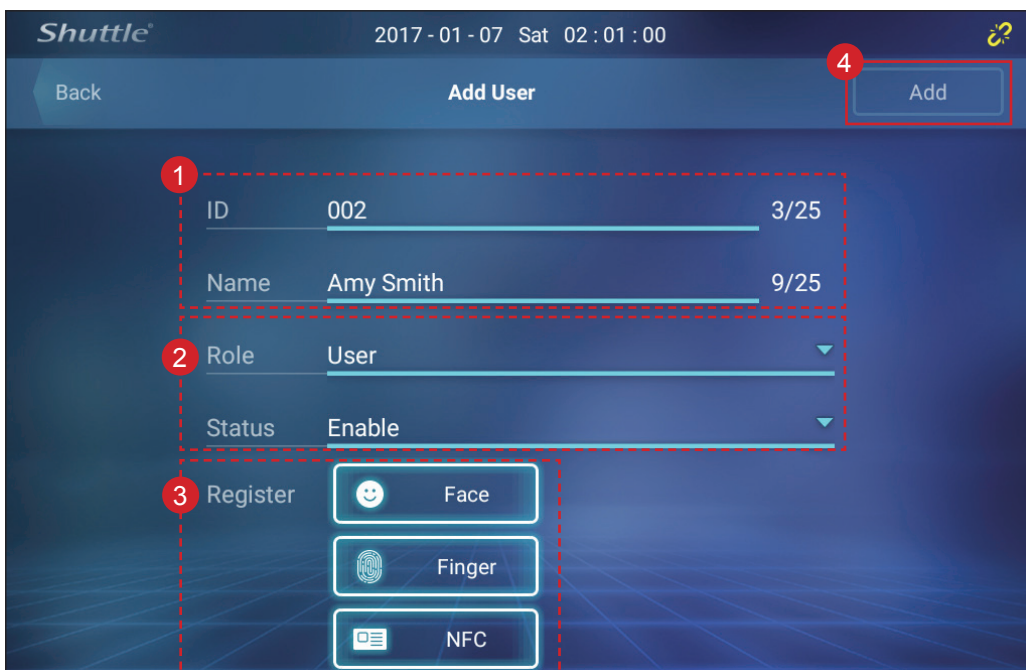 Shuttle® 2017-01-07 Sat 02:01:00
4
Back Add User Add
1
ID 002 3/25
Name Amy Smith 9/25
2 Role User
Status Enable
3 Register Face
Finger
NFC